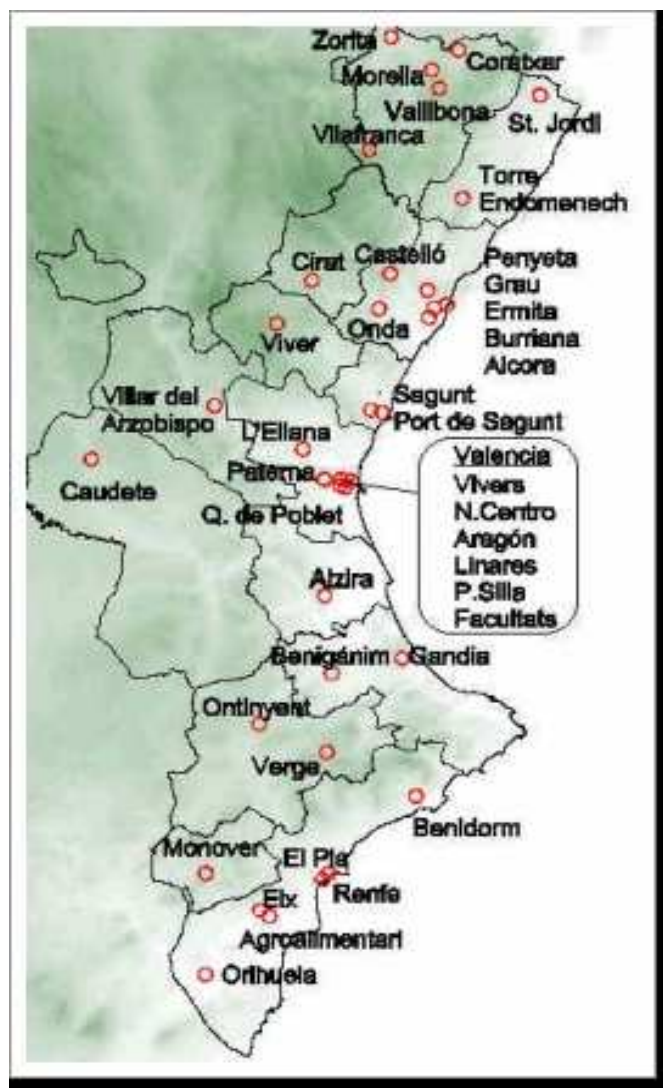 Zorita
Coratxar
Morella
Vallibona
St. Jordi
Vilafranca
Torre
Endomenech
Castelló
Cirat
Penyeta
Grau
Ermita
Burriana
Alcora
Onda
Viver
Villar del
Arzobispo
Sagunt
Port de Sagunt
L'Eliana
Caudete
Paterna
Q. de Poblet
Valencia
Vivers
N.Centro
Aragón
Linares
P.Silla
Facultats
Alzira
Benigánim
Gandia
Ontinyent
Verge
Benidorm
Monover
El Pla
Renfe
Elx
Agroalimentari
Orihuela